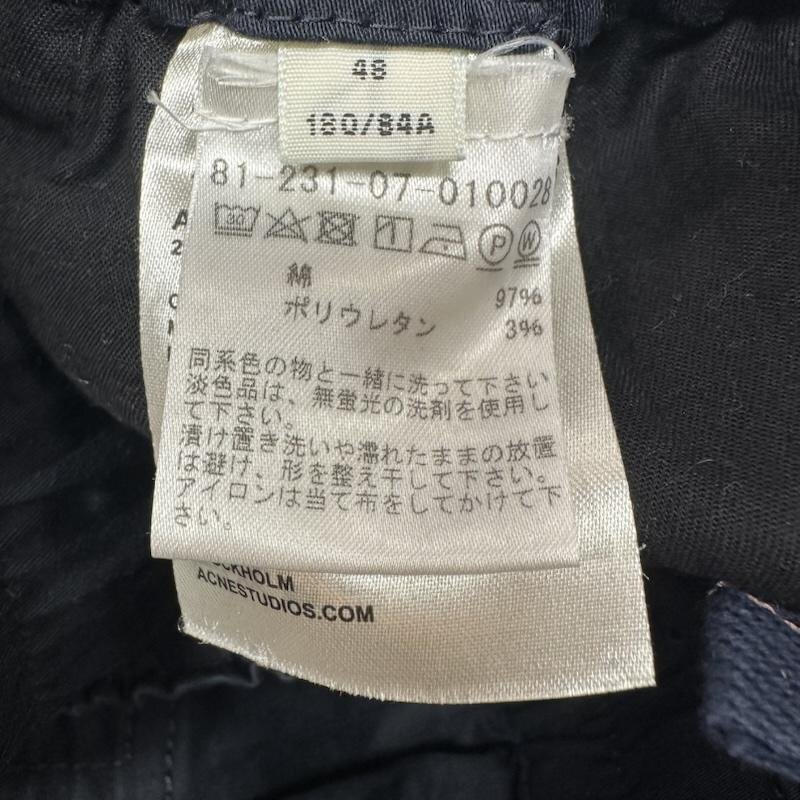 48
180/84A
81-231-07-010028
30
P W
綿 97%
ポリウレタン 3%
同系色の物と一緒に洗って下さい
淡色品は、無蛍光の洗剤を使用し
て下さい。
漬け置き洗いや濡れたままの放置
は避け、形を整え干して下さい。
アイロンは当て布をしてかけて下
さい。
OCKHOLM
ACNESTUDIOS.COM